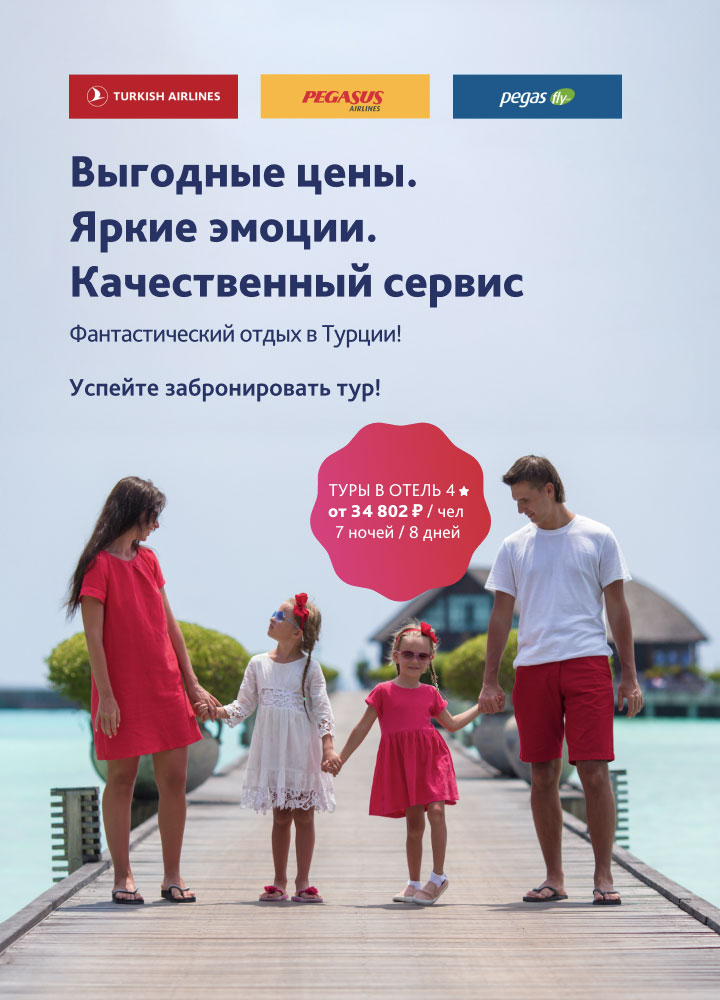 TURKISH AIRLINES
PEGASUS
AIRLINES
pegas fly
Выгодные цены.
Яркие эмоции.
Качественный сервис
Фантастический отдых в Турции!
Успейте забронировать тур!
ТУРЫ В ОТЕЛЬ 4★
от 34 802 ₽ / чел
7 ночей / 8 дней